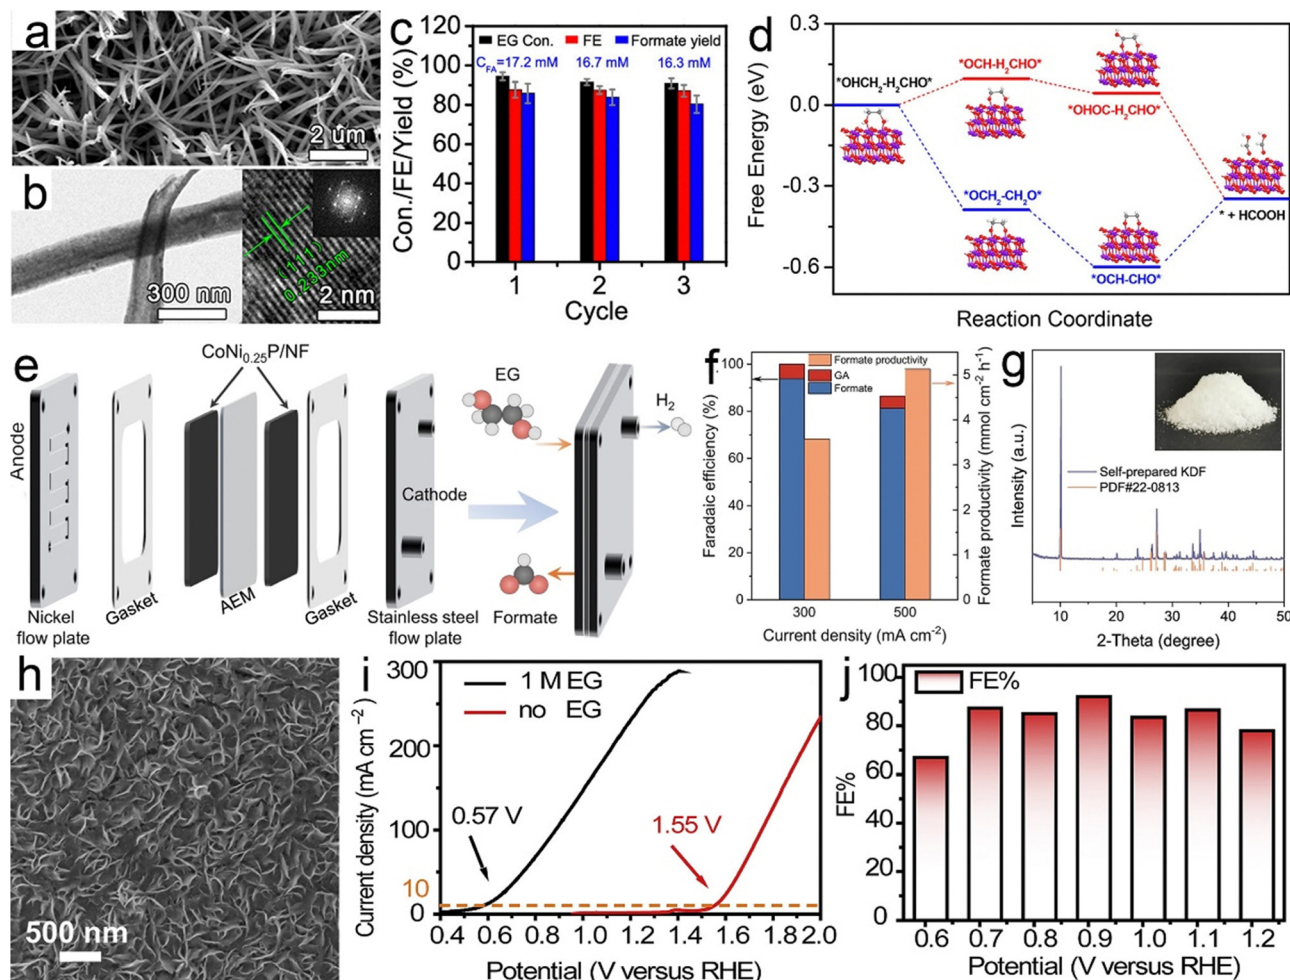 a
2 um
b
300 nm
(111)
0.233nm
2 nm
c
EG Con. FE Formate yield
C_FA=17.2 mM 16.7 mM 16.3 mM
Con./FE/Yield (%)
120
100
80
60
40
20
0
1 2 3
Cycle
d
Free Energy (eV)
0.3
0.0
-0.3
-0.6
*OHCH₂-H₂CHO*
*OCH-H₂CHO*
*OHOC-H₂CHO*
*OCH₂-CH₂O*
*OCH-CHO*
* + HCOOH
Reaction Coordinate
e
CoNi₀.₂₅P/NF
Anode
Cathode
EG
H₂
Nickel
flow plate
Gasket
AEM
Gasket
Stainless steel
flow plate
Formate
f
Formate productivity
GA
Formate
Faradaic efficiency (%)
100
80
60
40
20
0
Formate productivity (mmol cm⁻² h⁻¹)
5
4
3
2
1
0
300 500
Current density (mA cm⁻²)
g
Intensity (a.u.)
Self-prepared KDF
PDF#22-0813
10 20 30 40 50
2-Theta (degree)
h
500 nm
i
1 M EG
no EG
Current density (mA cm⁻²)
300
200
100
10
0
0.57 V
1.55 V
0.4 0.6 0.8 1.0 1.2 1.4 1.6 1.8 2.0
Potential (V versus RHE)
j
FE%
FE%
100
80
60
40
20
0
0.6 0.7 0.8 0.9 1.0 1.1 1.2
Potential (V versus RHE)